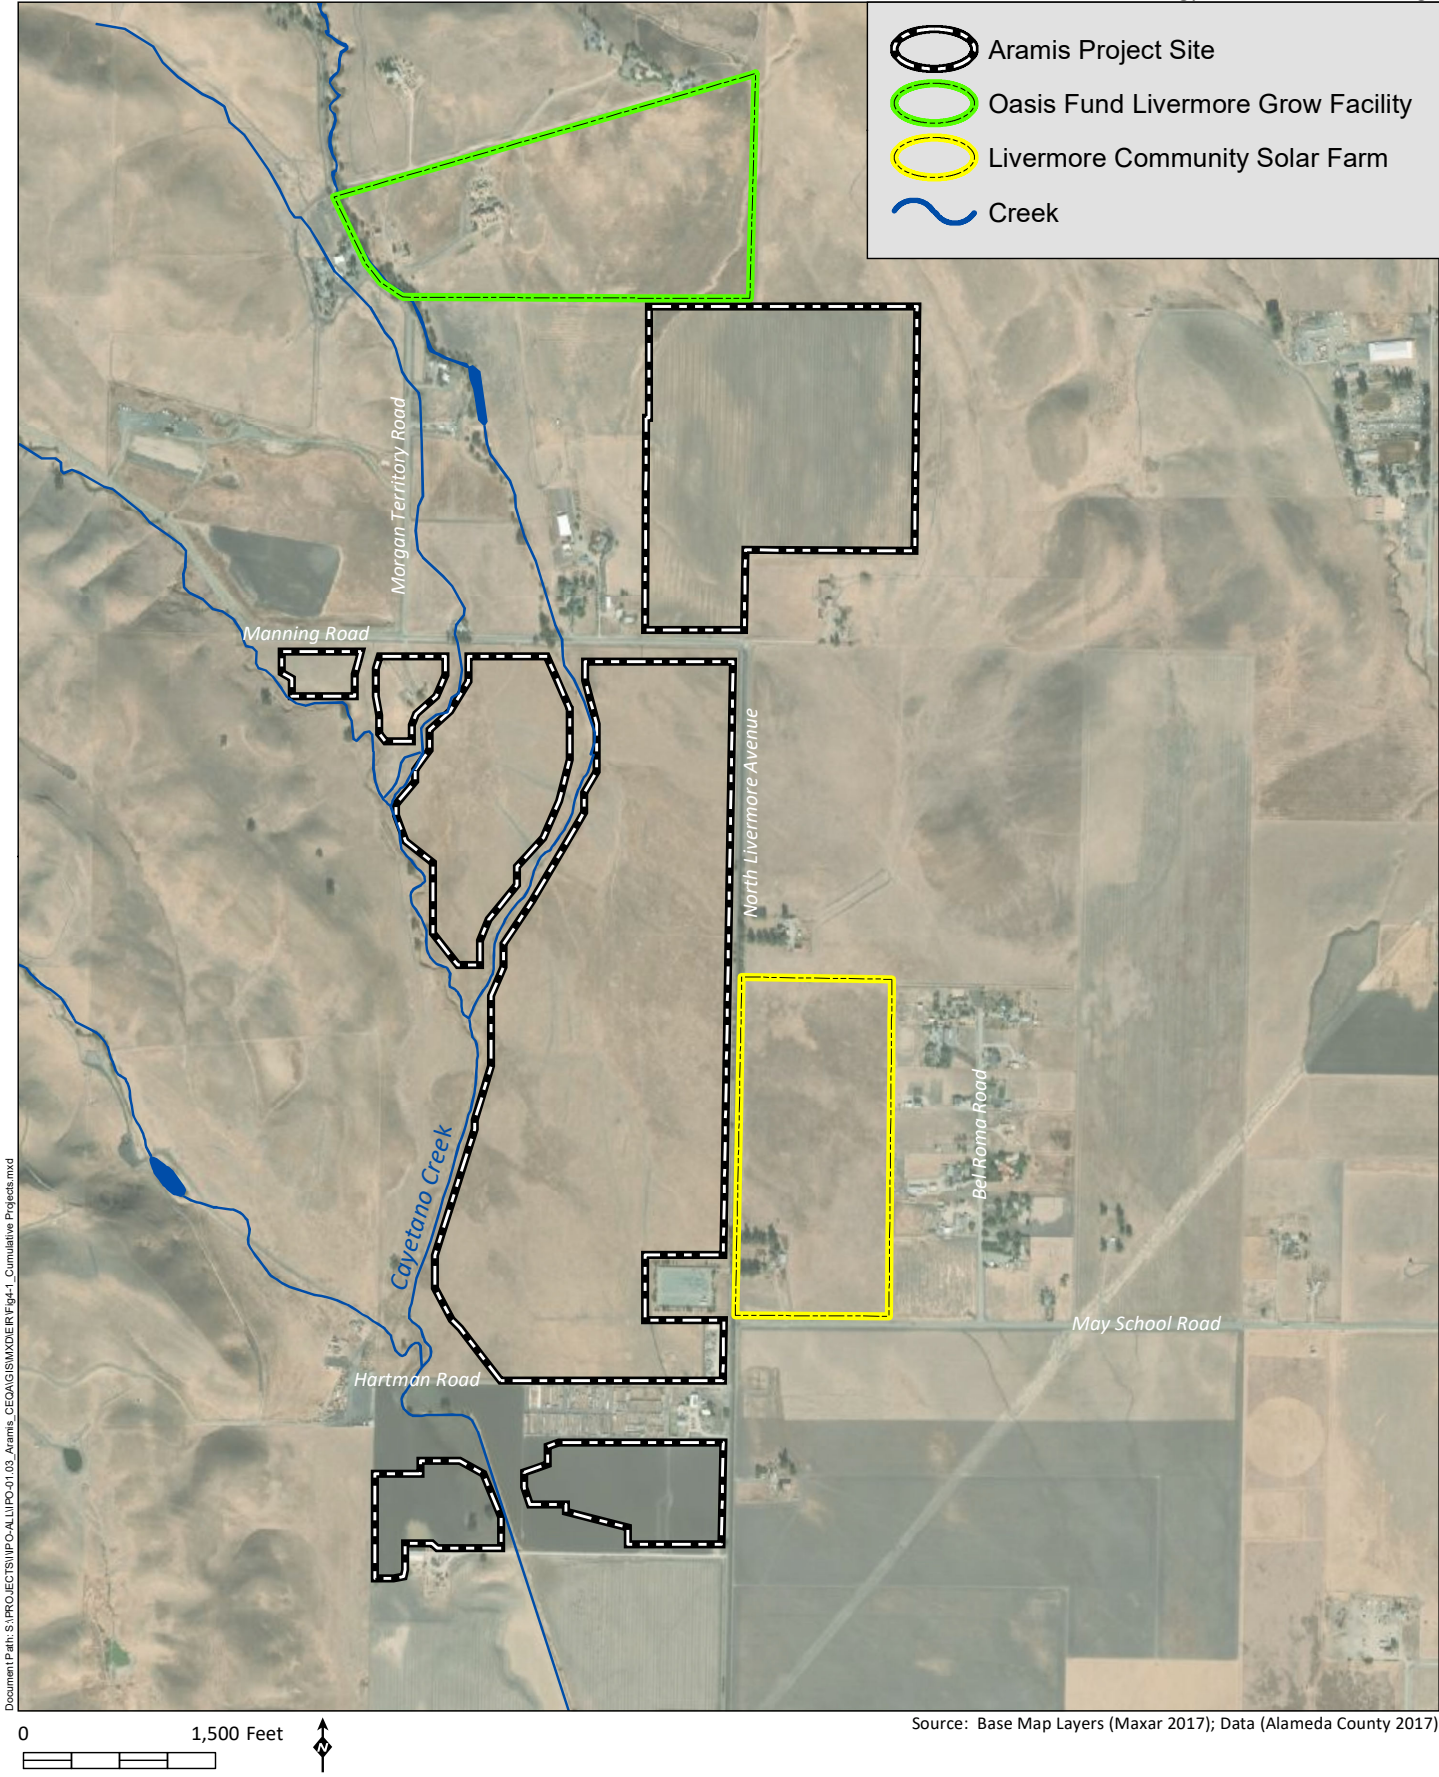 Aramis Project Site
Oasis Fund Livermore Grow Facility
Livermore Community Solar Farm
Creek
Morgan Territory Road
Manning Road
North Livermore Avenue
Bel Roma Road
Cayetano Creek
May School Road
Hartman Road
Document Path: S:\PROJECTS\I\IPO-ALL\IPO-01.03_Aramis_CEQA\GIS\MXD\EIR\Fig4-1_Cumulative Projects.mxd
0 1,500 Feet
N
Source: Base Map Layers (Maxar 2017); Data (Alameda County 2017)